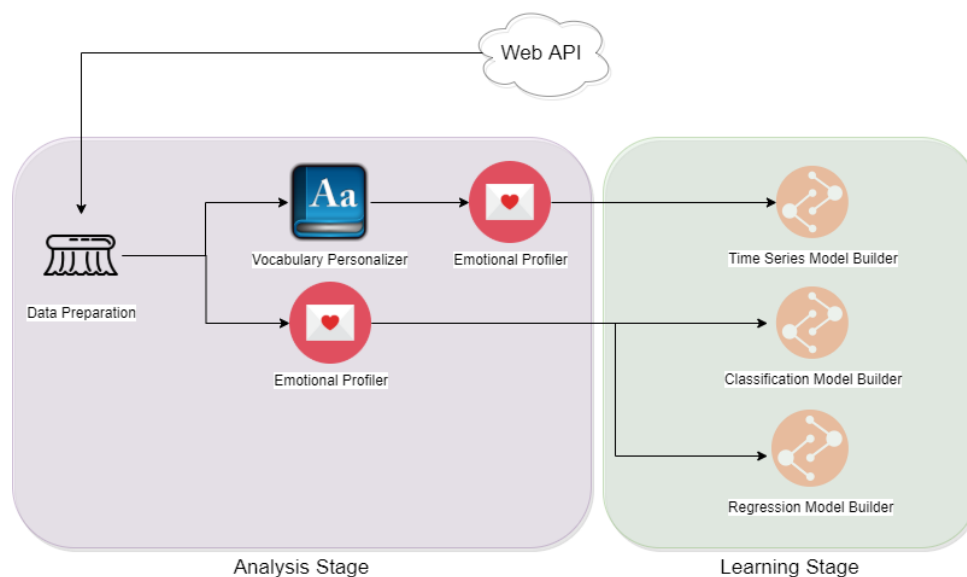 Web API
Aa
Vocabulary Personalizer
Emotional Profiler
Time Series Model Builder
Data Preparation
Emotional Profiler
Classification Model Builder
Regression Model Builder
Analysis Stage
Learning Stage